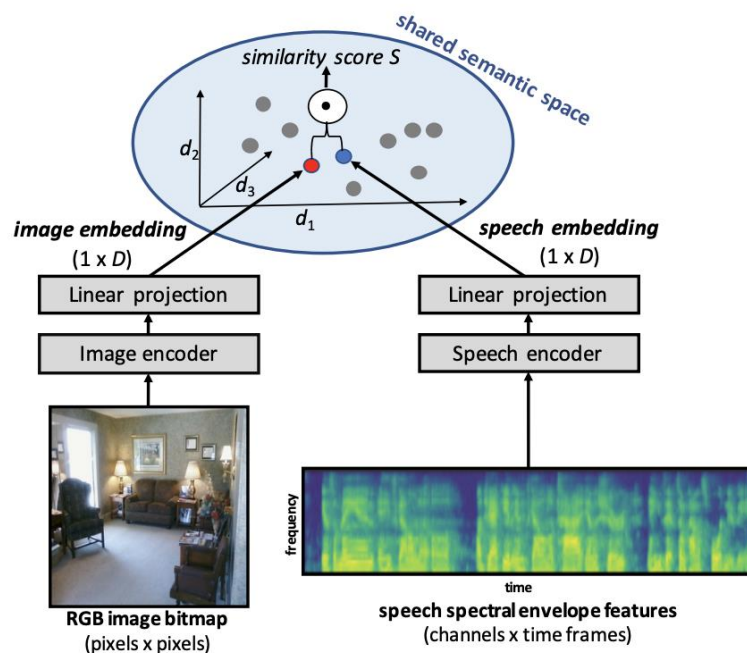 shared semantic space
similarity score S
d2
d3
d1
image embedding
(1 x D)
speech embedding
(1 x D)
Linear projection
Linear projection
Image encoder
Speech encoder
frequency
time
RGB image bitmap
(pixels x pixels)
speech spectral envelope features
(channels x time frames)